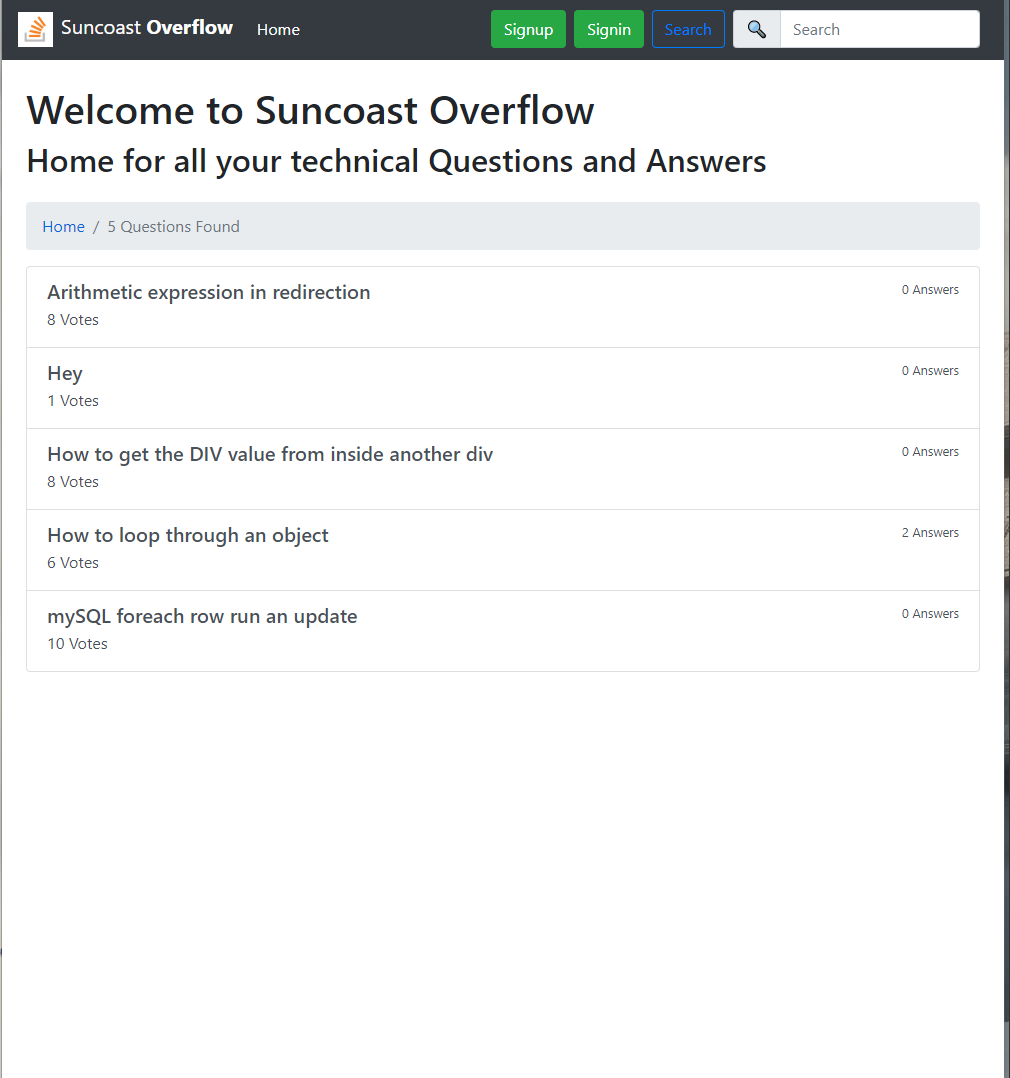 Suncoast Overflow Home Signup Signin Search Search
Welcome to Suncoast Overflow
Home for all your technical Questions and Answers
Home / 5 Questions Found
Arithmetic expression in redirection 0 Answers
8 Votes
Hey 0 Answers
1 Votes
How to get the DIV value from inside another div 0 Answers
8 Votes
How to loop through an object 2 Answers
6 Votes
mySQL foreach row run an update 0 Answers
10 Votes